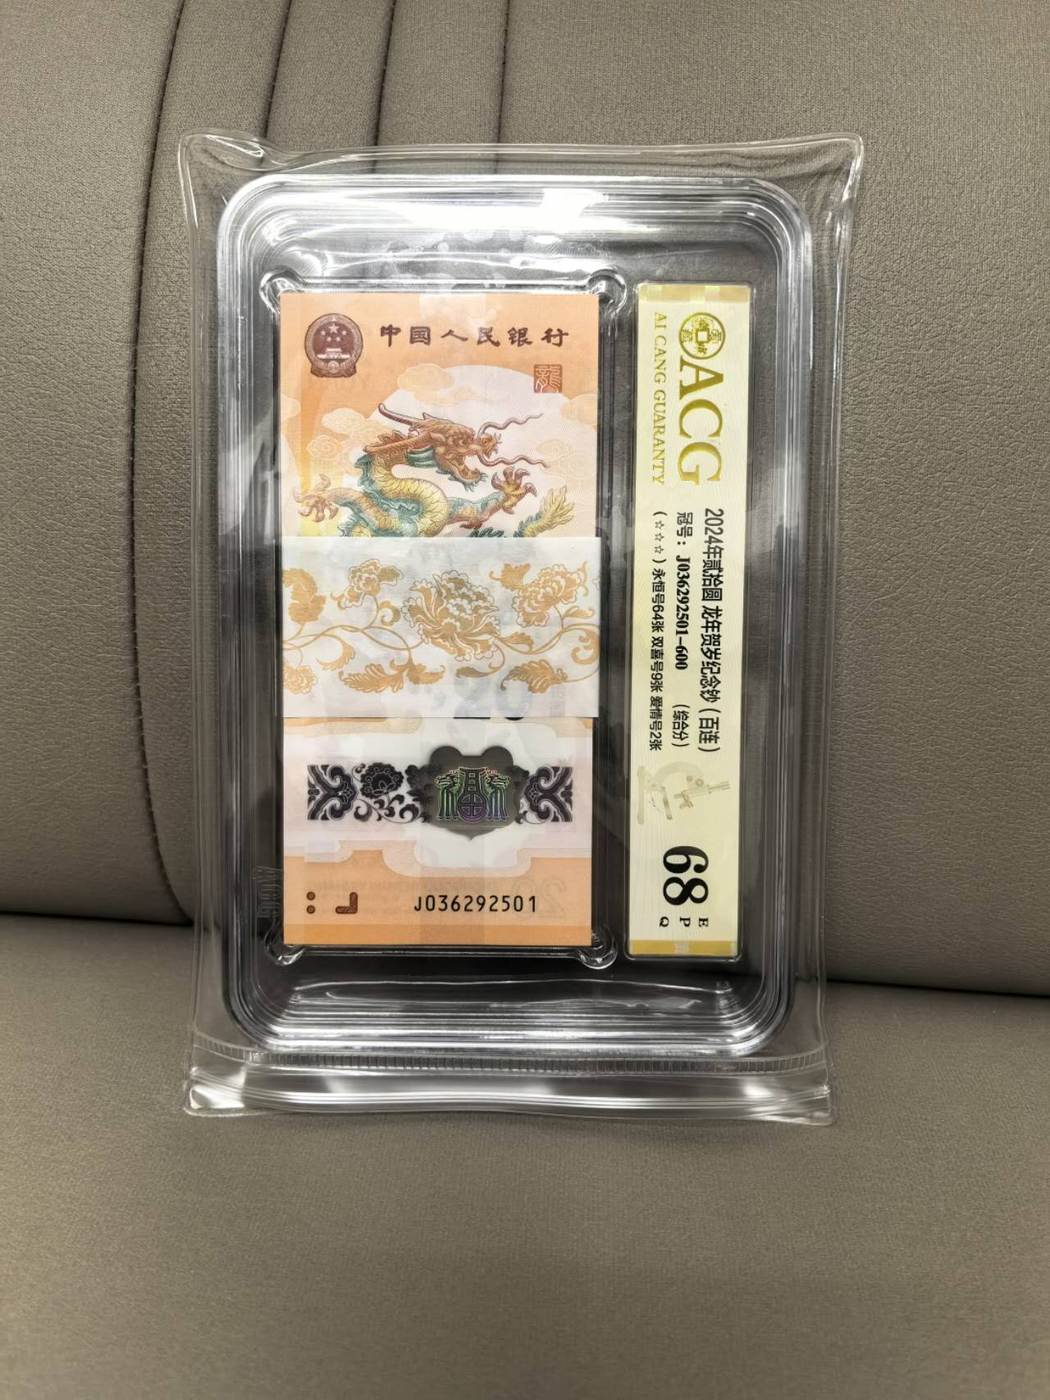 中國人民银行
龍
J036292501
ACG
AI CANG GUARANTY
2024年贰拾圆 龙年贺岁纪念钞（百连）
冠号：J036292501-600 （综合分）
（☆☆☆）永恒号64张 双喜号9张 爱情号2张
68
E
P
Q